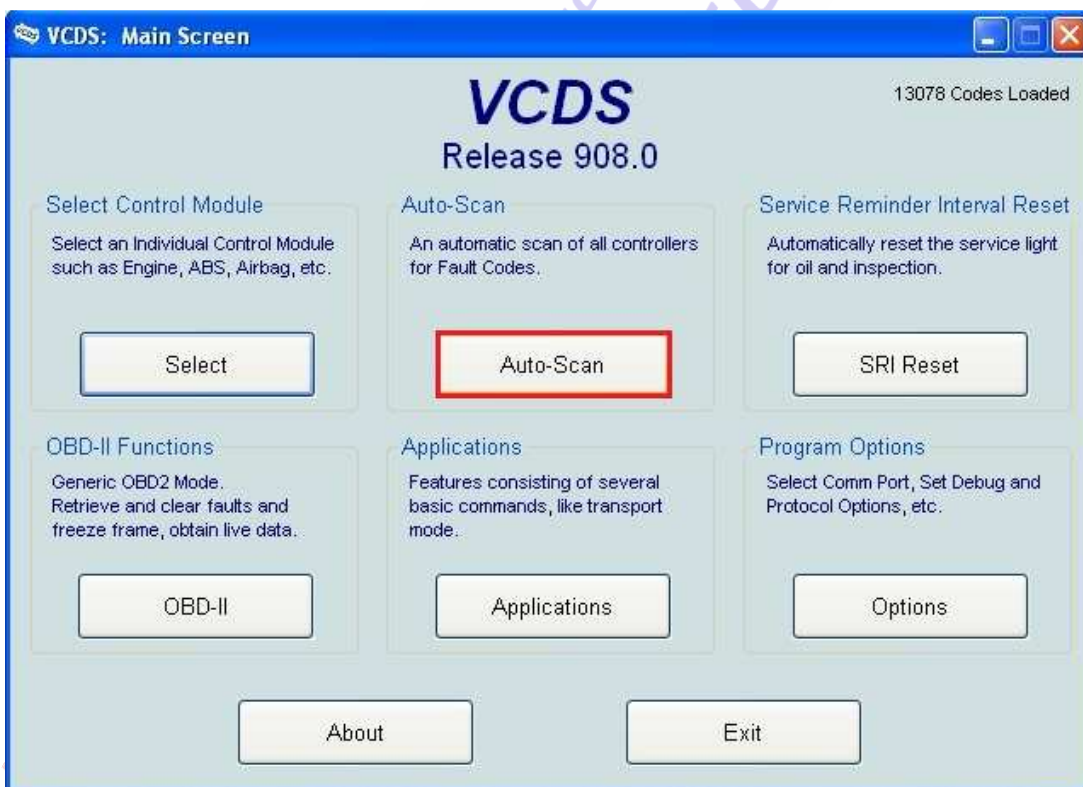 VCDS: Main Screen
VCDS
Release 908.0
13078 Codes Loaded
Select Control Module
Select an Individual Control Module
such as Engine, ABS, Airbag, etc.
Select
Auto-Scan
An automatic scan of all controllers
for Fault Codes.
Auto-Scan
Service Reminder Interval Reset
Automatically reset the service light
for oil and inspection.
SRI Reset
OBD-II Functions
Generic OBD2 Mode.
Retrieve and clear faults and
freeze frame, obtain live data.
OBD-II
Applications
Features consisting of several
basic commands, like transport
mode.
Applications
Program Options
Select Comm Port, Set Debug and
Protocol Options, etc.
Options
About
Exit